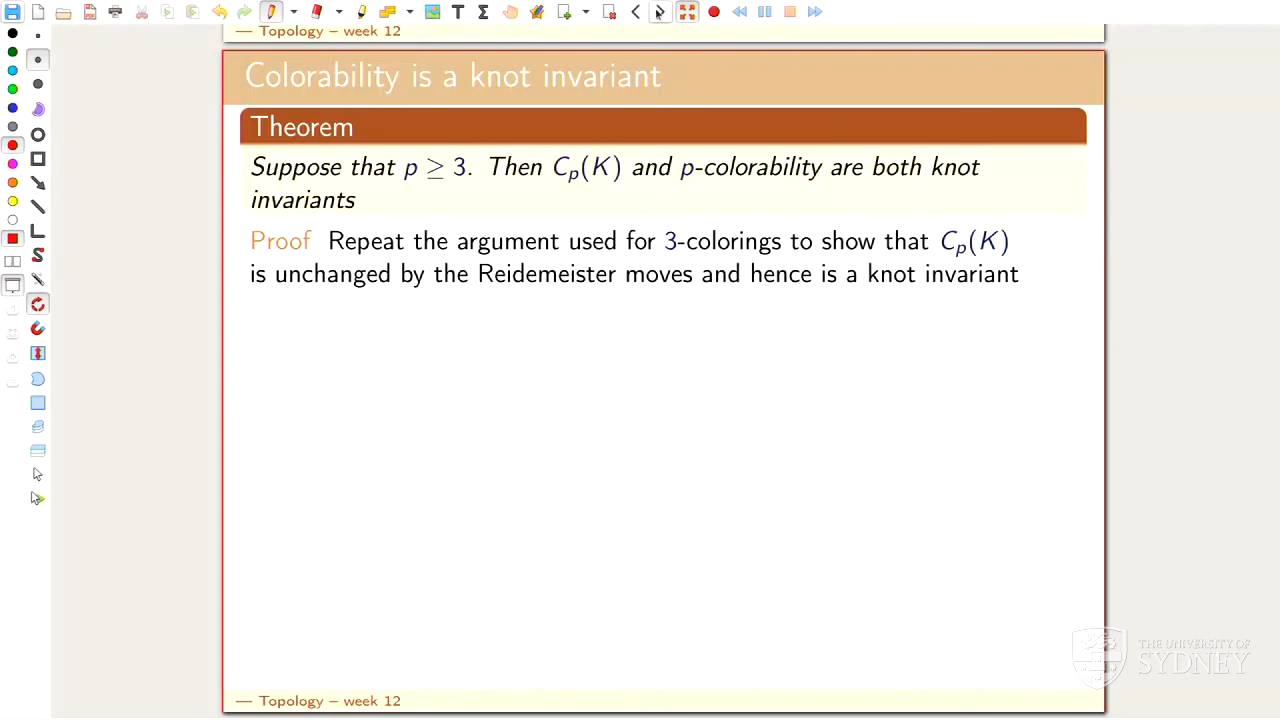 — Topology – week 12
Colorability is a knot invariant
Theorem
Suppose that p ≥ 3. Then Cₚ(K) and p-colorability are both knot
invariants
Proof Repeat the argument used for 3-colorings to show that Cₚ(K)
is unchanged by the Reidemeister moves and hence is a knot invariant
THE UNIVERSITY OF
SYDNEY
— Topology – week 12